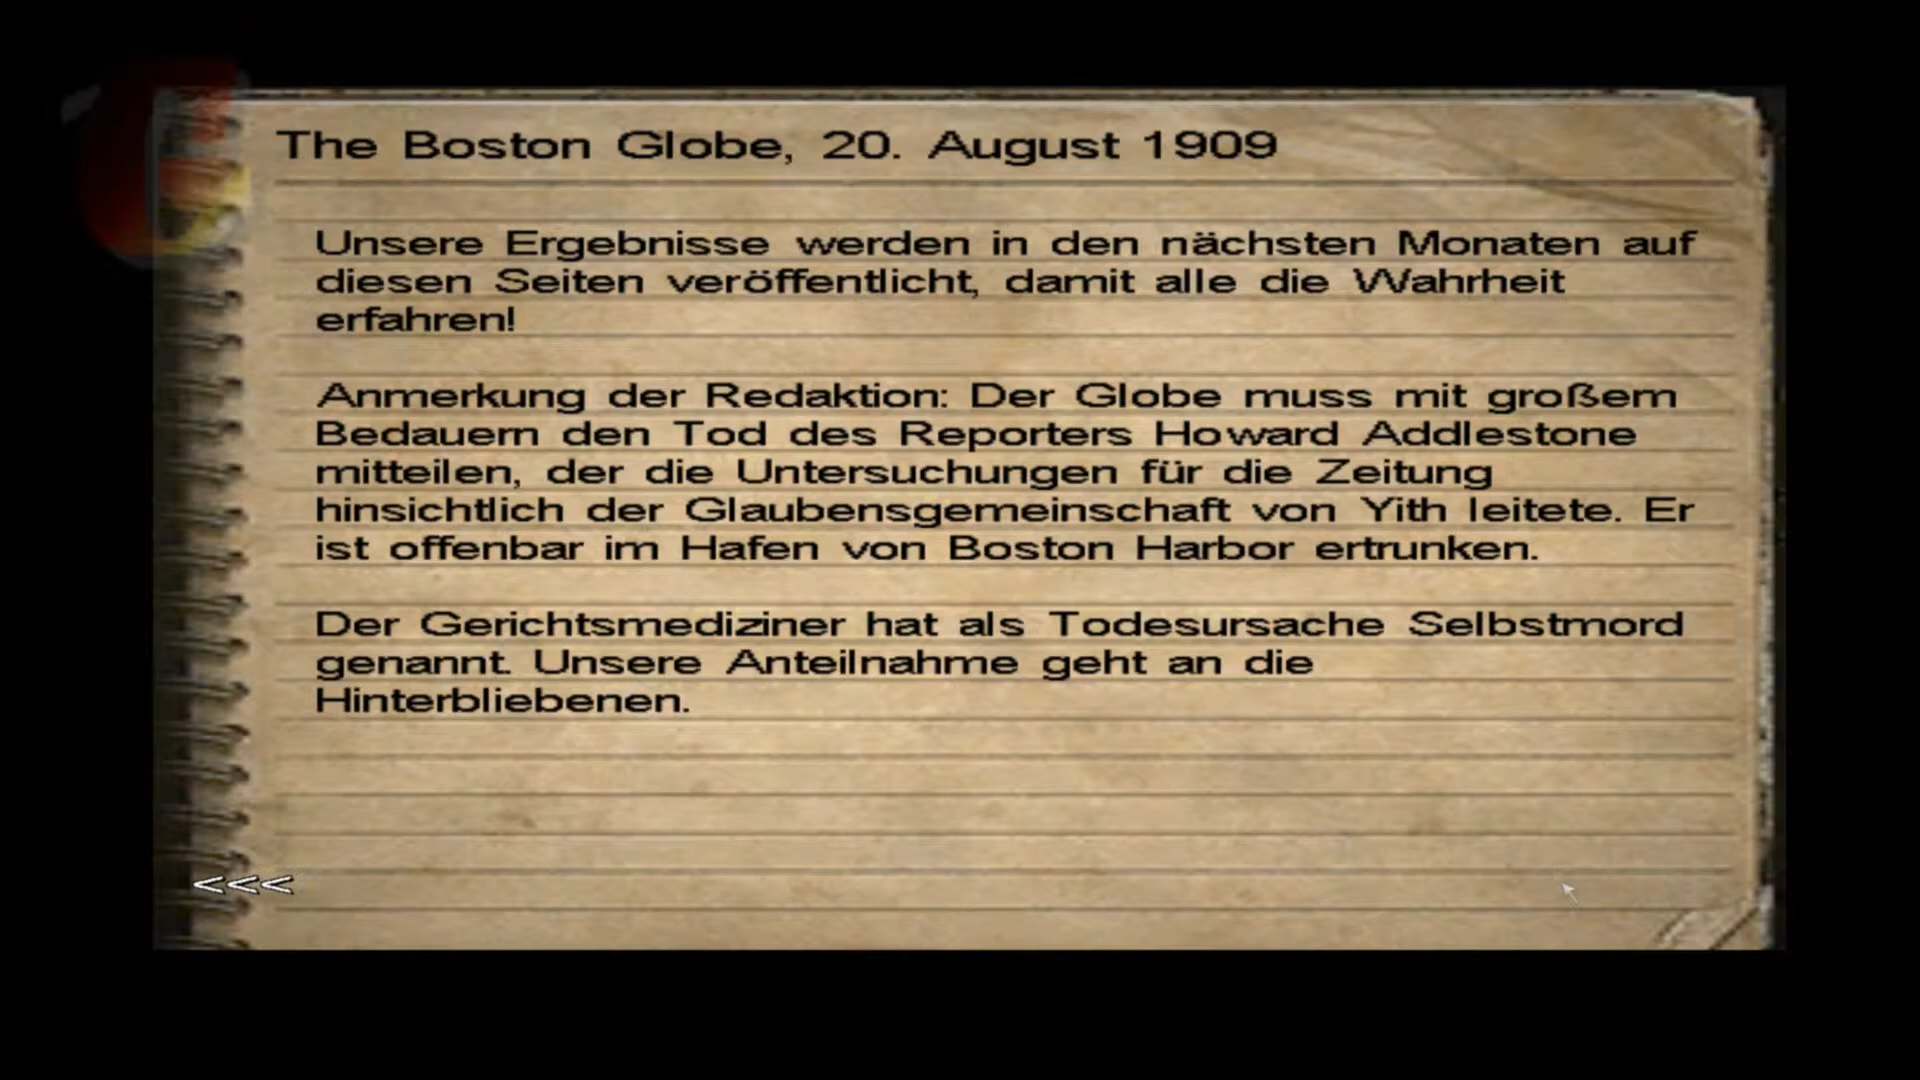 The Boston Globe, 20. August 1909
Unsere Ergebnisse werden in den nächsten Monaten auf
diesen Seiten veröffentlicht, damit alle die Wahrheit
erfahren!
Anmerkung der Redaktion: Der Globe muss mit großem
Bedauern den Tod des Reporters Howard Addlestone
mitteilen, der die Untersuchungen für die Zeitung
hinsichtlich der Glaubensgemeinschaft von Yith leitete. Er
ist offenbar im Hafen von Boston Harbor ertrunken.
Der Gerichtsmediziner hat als Todesursache Selbstmord
genannt. Unsere Anteilnahme geht an die
Hinterbliebenen.
<<<